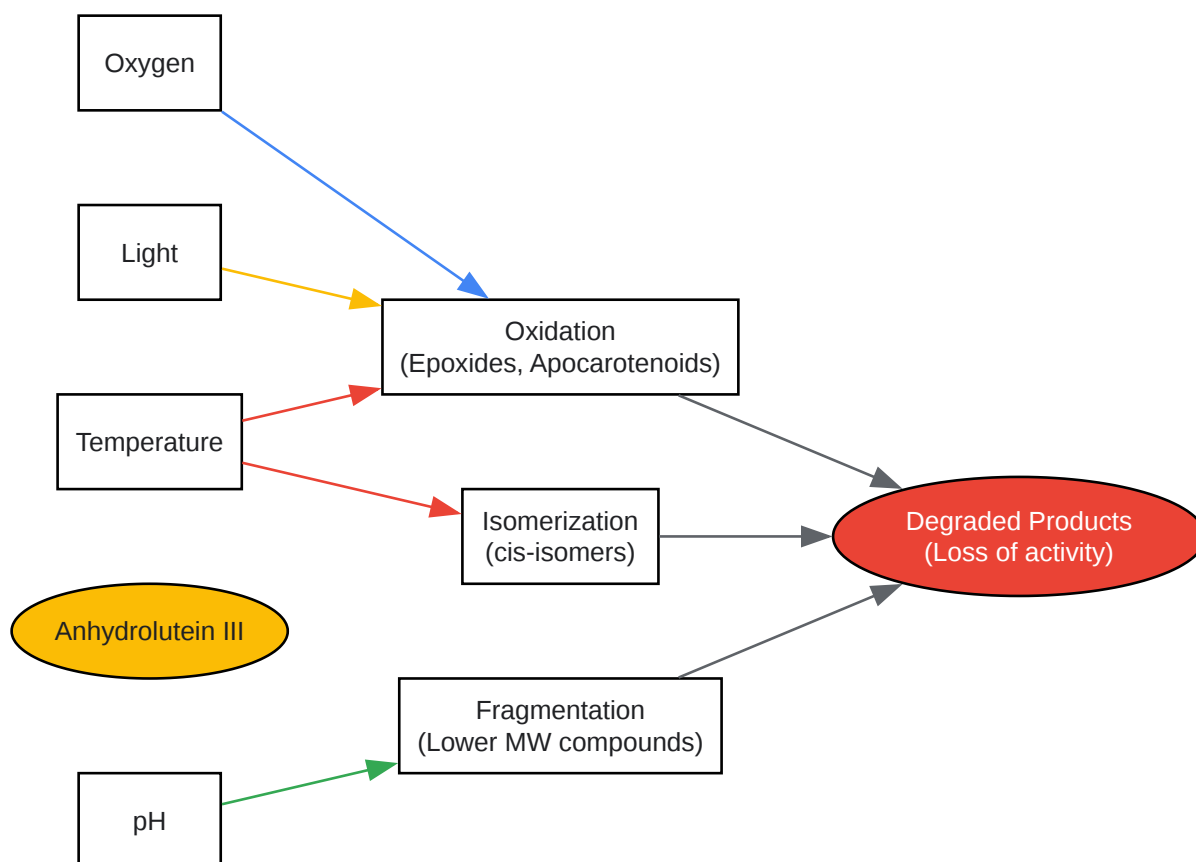 Oxygen
Light
Oxidation
(Epoxides, Apocarotenoids)
Temperature
Isomerization
(cis-isomers)
Degraded Products
(Loss of activity)
Anhydrolutein III
Fragmentation
(Lower MW compounds)
pH